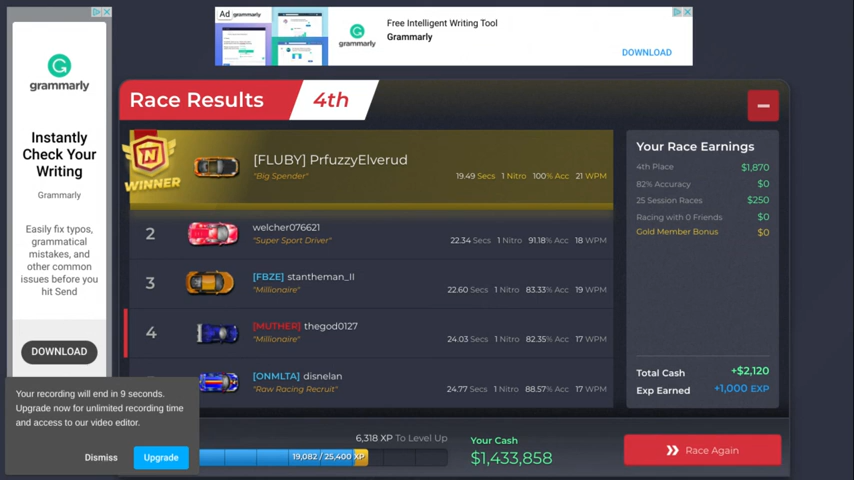 Ad grammarly
Free Intelligent Writing Tool
Grammarly
DOWNLOAD
grammarly
Instantly
Check Your
Writing
Grammarly
Easily fix typos,
grammatical
mistakes, and
other common
issues before you
hit Send
DOWNLOAD
Race Results 4th
WINNER
[FLUBY] PrfuzzyElverud
"Big Spender" 19.49 Secs 1 Nitro 100% Acc 21 WPM
2 welcher076621
"Super Sport Driver" 22.34 Secs 1 Nitro 91.18% Acc 18 WPM
3 [FBZE] stantheman_II
"Millionaire" 22.60 Secs 1 Nitro 83.33% Acc 19 WPM
4 [MUTHER] thegod0127
"Millionaire" 24.03 Secs 1 Nitro 82.35% Acc 17 WPM
[ONMLTA] disnelan
"Raw Racing Recruit" 24.77 Secs 1 Nitro 88.57% Acc 17 WPM
Your Race Earnings
4th Place $1,870
82% Accuracy $0
25 Session Races $250
Racing with 0 Friends $0
Gold Member Bonus $0
Total Cash +$2,120
Exp Earned +1,000 EXP
Your recording will end in 9 seconds.
Upgrade now for unlimited recording time
and access to our video editor.
Dismiss Upgrade
6,318 XP To Level Up
19,082 / 25,400 XP
Your Cash
$1,433,858
Race Again